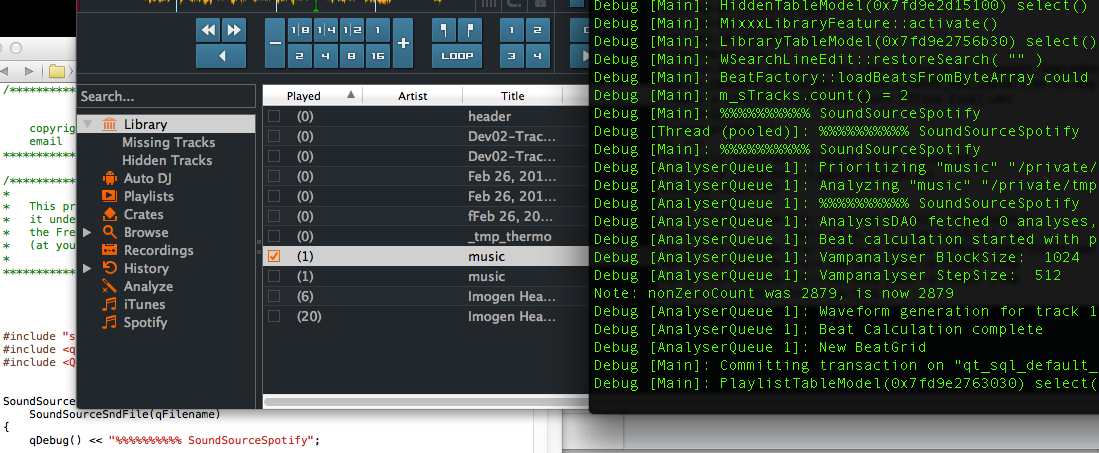 1|8 1|4 1|2 1
2 4 8 16
LOOP
1 2
3 4
Search...
Library
Missing Tracks
Hidden Tracks
Auto DJ
Playlists
Crates
Browse
Recordings
History
Analyze
iTunes
Spotify
Played Artist Title
(0) header
(0) Dev02-Trac...
(0) Dev02-Trac...
(0) Feb 26, 201...
(0) Feb 26, 201...
(0) fFeb 26, 20...
(0) _tmp_thermo
(1) music
(1) music
(6) Imogen Hea...
(20) Imogen Hea...
/***********
copyrig
email
***********
/***********
*
* This pr
* it unde
* the Fre
* (at you
*
***********
#include "s
#include <q
#include <Q
SoundSource
SoundSourceSndFile(qFilename)
{
qDebug() << "%%%%%%%%%% SoundSourceSpotify";
Debug [Main]: HiddenTableModel(0x7fd9e2d15100) select()
Debug [Main]: MixxxLibraryFeature::activate()
Debug [Main]: LibraryTableModel(0x7fd9e2756b30) select()
Debug [Main]: WSearchLineEdit::restoreSearch( "" )
Debug [Main]: BeatFactory::loadBeatsFromByteArray could
Debug [Main]: m_sTracks.count() = 2
Debug [Main]: %%%%%%%%%% SoundSourceSpotify
Debug [Thread (pooled)]: %%%%%%%%%% SoundSourceSpotify
Debug [Main]: %%%%%%%%%% SoundSourceSpotify
Debug [AnalyserQueue 1]: Prioritizing "music" "/private/
Debug [AnalyserQueue 1]: Analyzing "music" "/private/tmp
Debug [AnalyserQueue 1]: %%%%%%%%%% SoundSourceSpotify
Debug [AnalyserQueue 1]: AnalysisDAO fetched 0 analyses,
Debug [AnalyserQueue 1]: Beat calculation started with p
Debug [AnalyserQueue 1]: Vampanalyser BlockSize: 1024
Debug [AnalyserQueue 1]: Vampanalyser StepSize: 512
Note: nonZeroCount was 2879, is now 2879
Debug [AnalyserQueue 1]: Waveform generation for track 1
Debug [AnalyserQueue 1]: Beat Calculation complete
Debug [AnalyserQueue 1]: New BeatGrid
Debug [Main]: Committing transaction on "qt_sql_default_
Debug [Main]: PlaylistTableModel(0x7fd9e2763030) select(